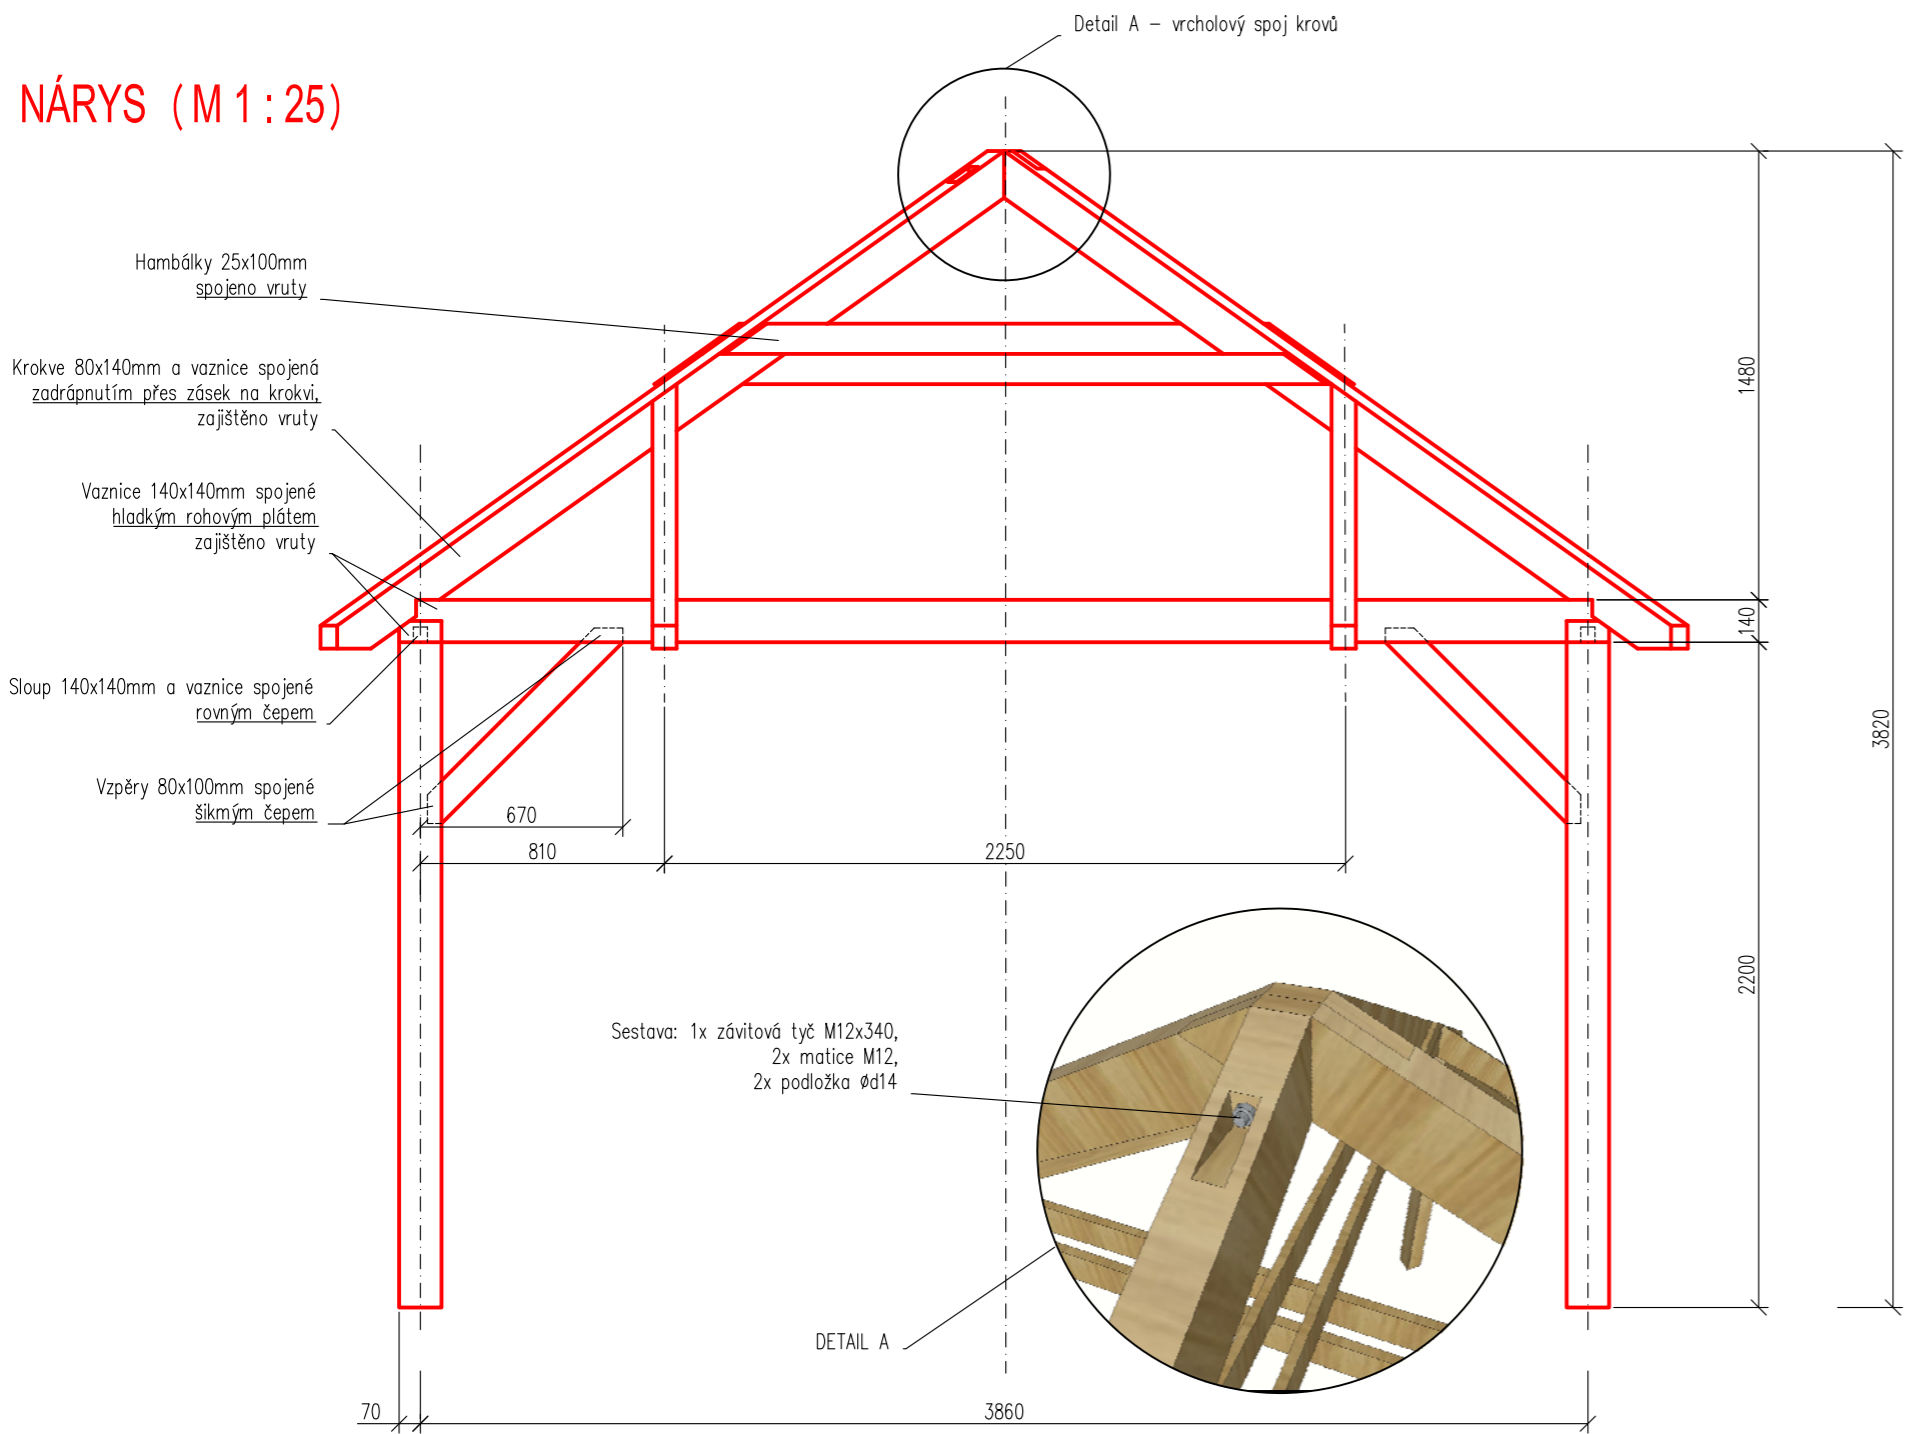 Detail A – vrcholový spoj krovů
NÁRYS (M 1 : 25)
Hambálky 25x100mm
spojeno vruty
Krokve 80x140mm a vaznice spojená
zadrápnutím přes zásek na krokvi,
zajištěno vruty
Vaznice 140x140mm spojené
hladkým rohovým plátem
zajištěno vruty
Sloup 140x140mm a vaznice spojené
rovným čepem
Vzpěry 80x100mm spojené
šikmým čepem
670
810
2250
1480
140
3820
2200
Sestava: 1x závitová tyč M12x340,
2x matice M12,
2x podložka Ød14
DETAIL A
70
3860